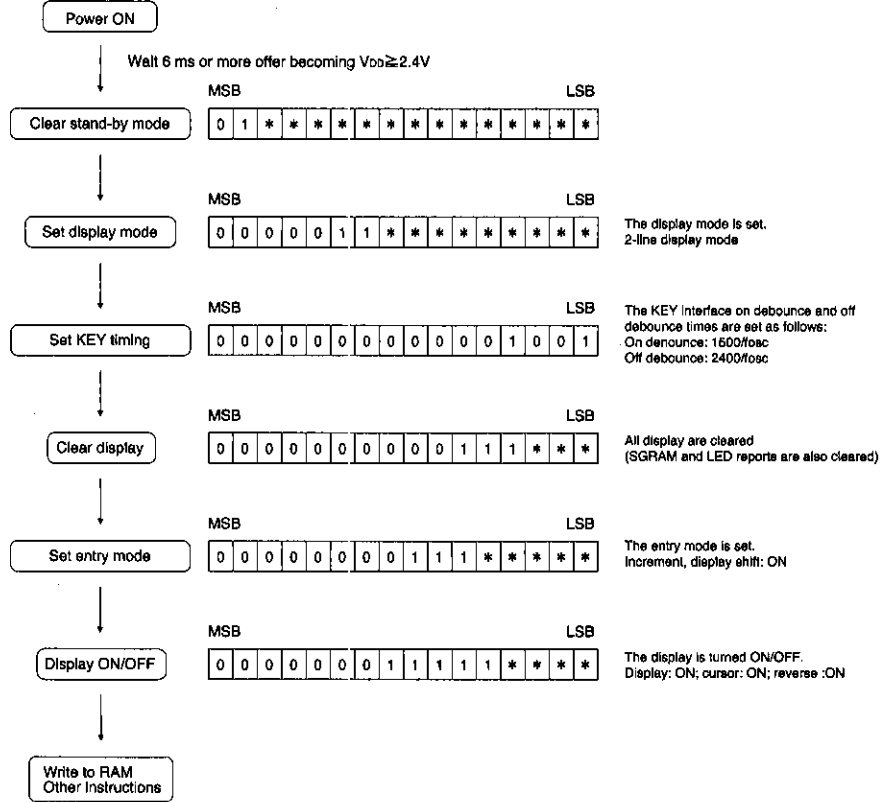 Power ON
Wait 6 ms or more offer becoming VDD≧2.4V
MSB LSB
Clear stand-by mode 0 1 * * * * * * * * * * * * * *
MSB LSB
Set display mode 0 0 0 0 0 1 1 * * * * * * * * *
The display mode is set.
2-line display mode
MSB LSB
Set KEY timing 0 0 0 0 0 0 0 0 0 0 0 0 1 0 0 1
The KEY Interface on debounce and off
debounce times are set as follows:
On denounce: 1500/fosc
Off debounce: 2400/fosc
MSB LSB
Clear display 0 0 0 0 0 0 0 0 0 0 1 1 1 * * *
All display are cleared
(SGRAM and LED reports are also cleared)
MSB LSB
Set entry mode 0 0 0 0 0 0 0 0 1 1 1 * * * * *
The entry mode is set.
Increment, display shift: ON
MSB LSB
Display ON/OFF 0 0 0 0 0 0 0 1 1 1 1 1 * * * *
The display is turned ON/OFF.
Display: ON; cursor: ON; reverse :ON
Write to RAM
Other Instructions